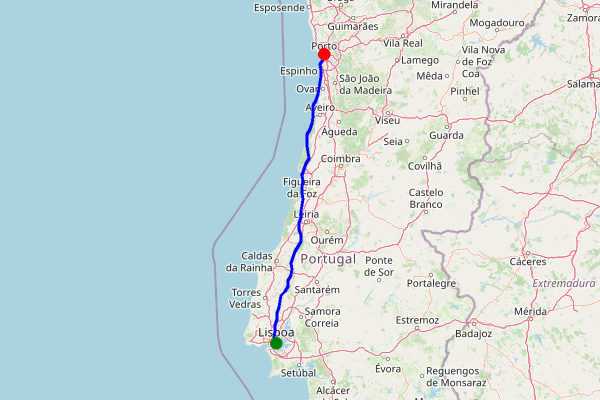 Esposende
Guimarães
Mirandela
Mogadouro
Zamora
Porto
Vila Real
Lamego
Vila Nova
de Foz
Coa
Espinho
São João
da Madeira
Mêda
Pinhel
Salama
Ovar
Aveiro
Viseu
Águeda
Guarda
Seia
Coimbra
Covilhã
Figueira
da Foz
Castelo
Branco
Leiria
Ourém
Caldas
da Rainha
Portugal
Ponte
de Sor
Cáceres
Portalegre
Extremadura
Santarém
Torres
Vedras
Samora
Correia
Mérida
Lisboa
Estremoz
Badajoz
Setúbal
Évora
Reguengos
de Monsaraz
Alcácer